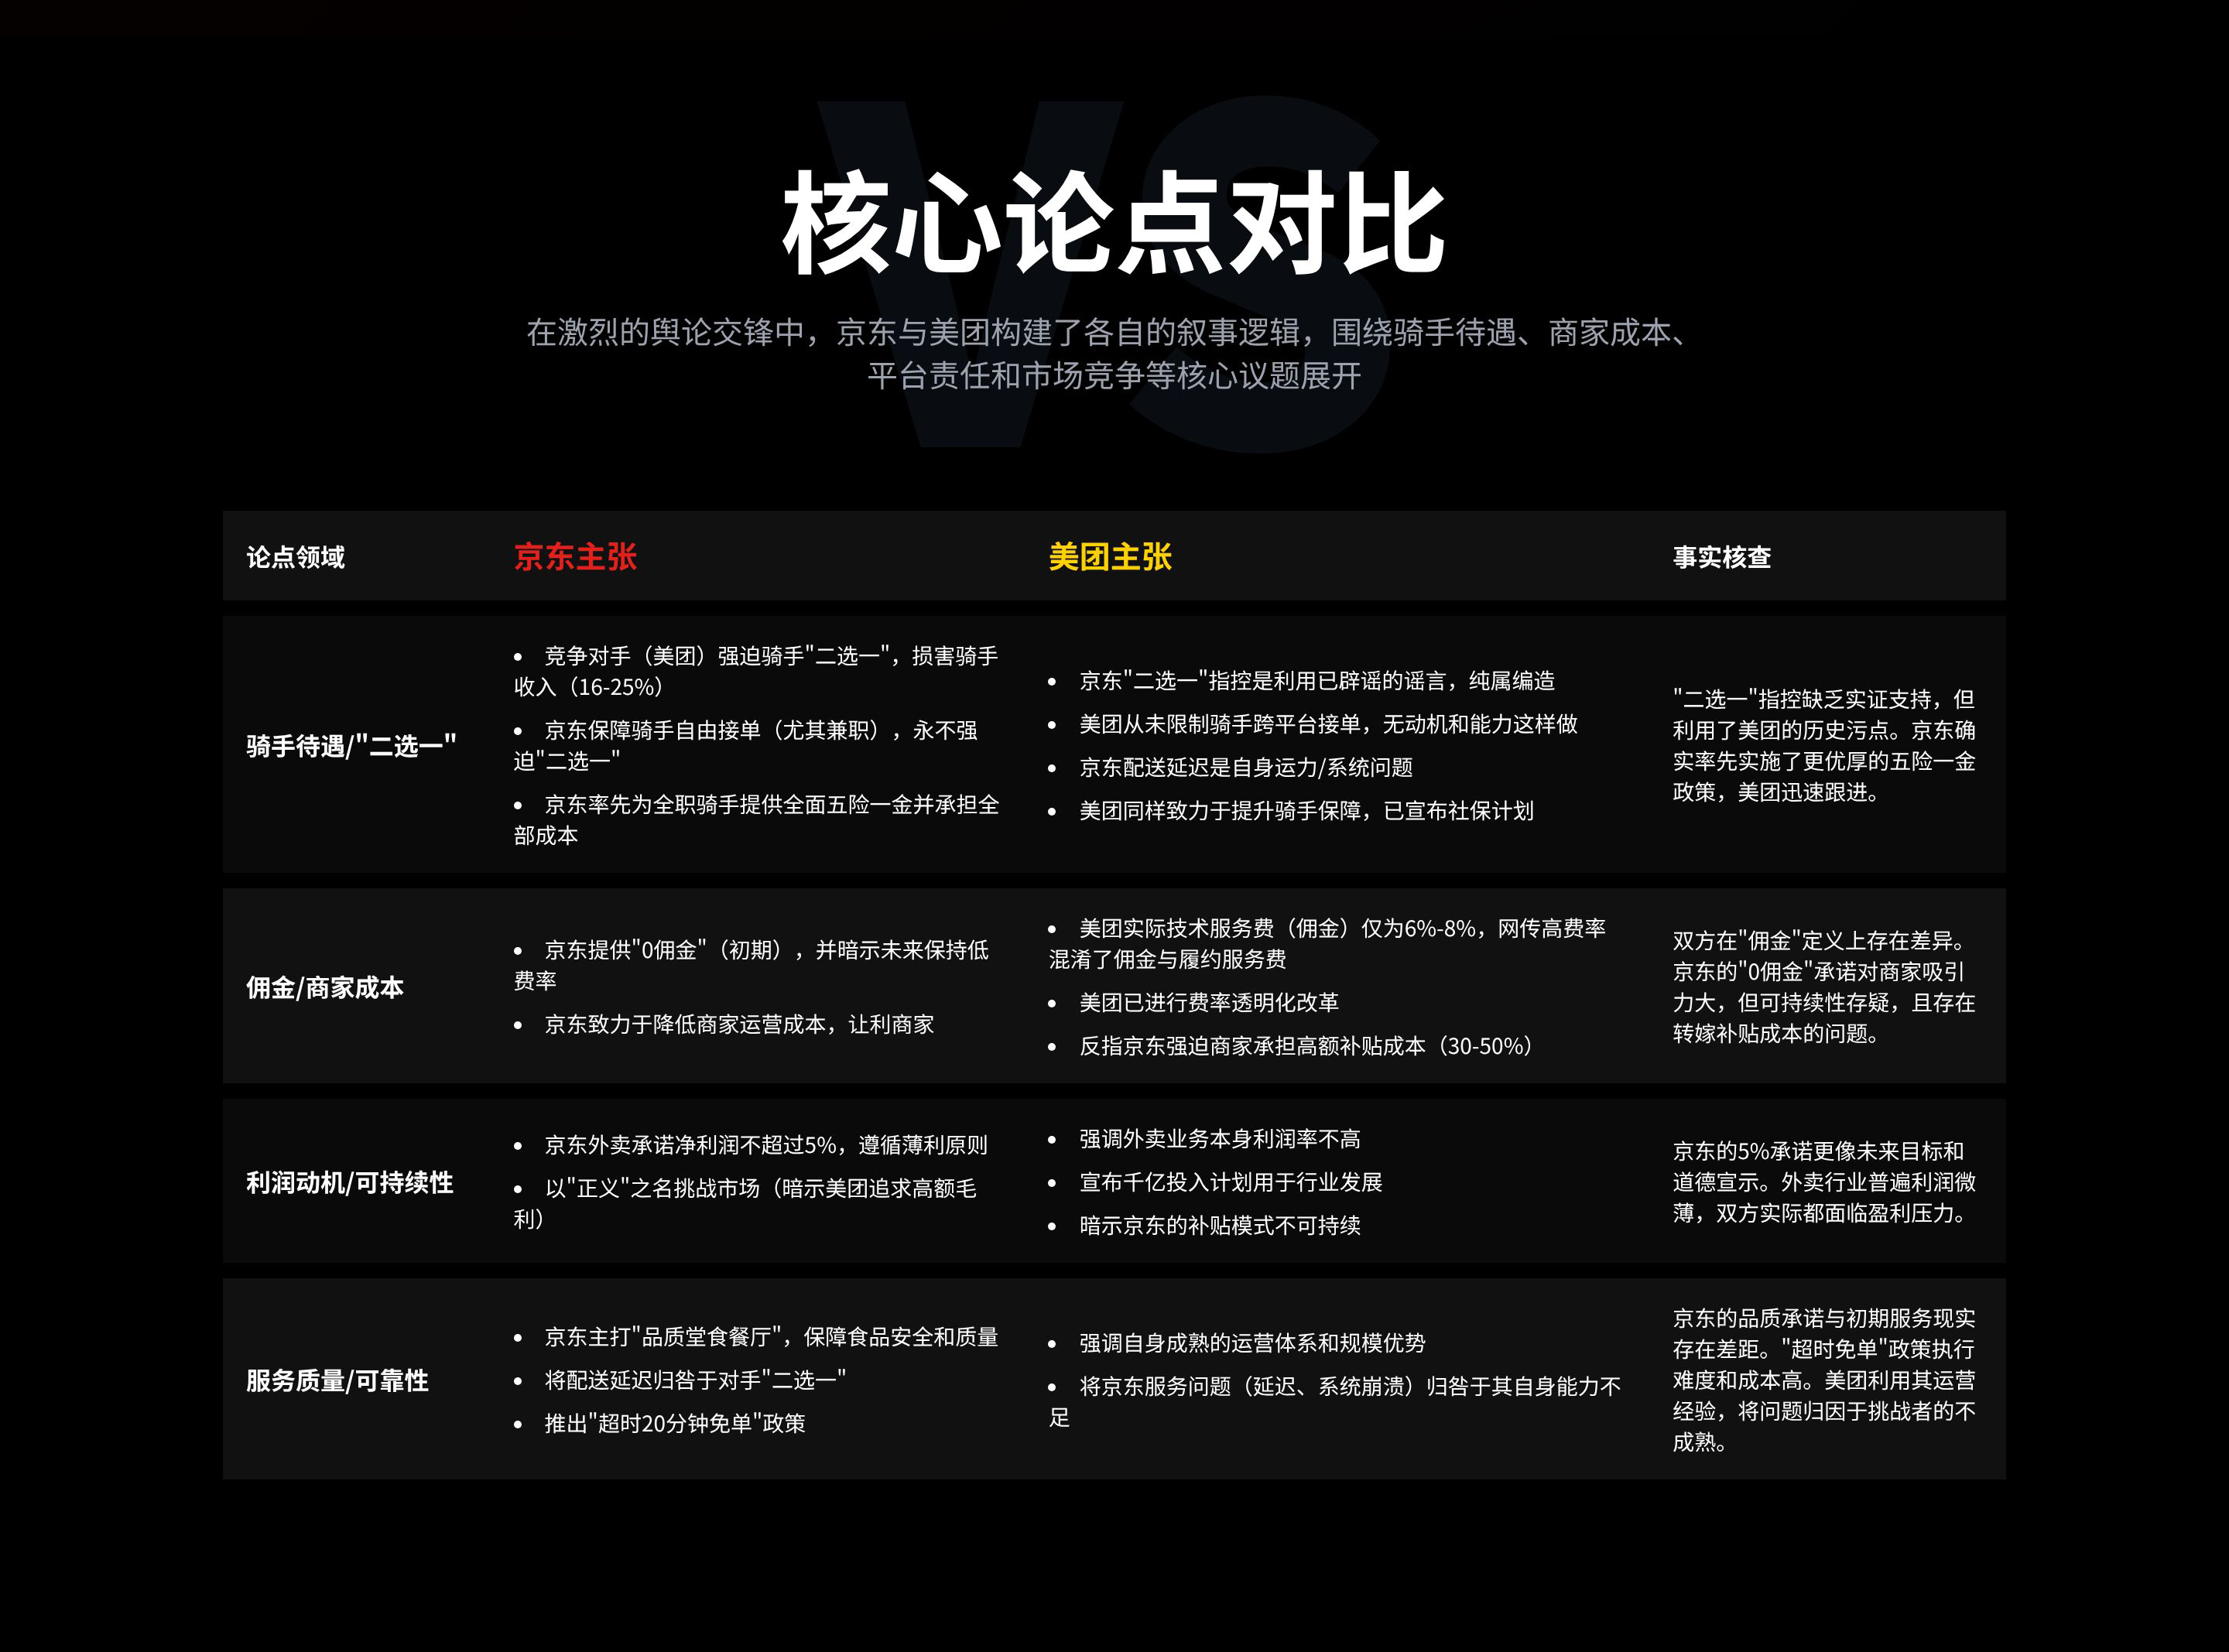 VS
核心论点对比
在激烈的舆论交锋中，京东与美团构建了各自的叙事逻辑，围绕骑手待遇、商家成本、
平台责任和市场竞争等核心议题展开
论点领域
京东主张
美团主张
事实核查
骑手待遇/"二选一"
• 竞争对手（美团）强迫骑手"二选一"，损害骑手
收入（16-25%）
• 京东保障骑手自由接单（尤其兼职），永不强
迫"二选一"
• 京东率先为全职骑手提供全面五险一金并承担全
部成本
• 京东"二选一"指控是利用已辟谣的谣言，纯属编造
• 美团从未限制骑手跨平台接单，无动机和能力这样做
• 京东配送延迟是自身运力/系统问题
• 美团同样致力于提升骑手保障，已宣布社保计划
"二选一"指控缺乏实证支持，但
利用了美团的历史污点。京东确
实率先实施了更优厚的五险一金
政策，美团迅速跟进。
佣金/商家成本
• 京东提供"0佣金"（初期），并暗示未来保持低
费率
• 京东致力于降低商家运营成本，让利商家
• 美团实际技术服务费（佣金）仅为6%-8%，网传高费率
混淆了佣金与履约服务费
• 美团已进行费率透明化改革
• 反指京东强迫商家承担高额补贴成本（30-50%）
双方在"佣金"定义上存在差异。
京东的"0佣金"承诺对商家吸引
力大，但可持续性存疑，且存在
转嫁补贴成本的问题。
利润动机/可持续性
• 京东外卖承诺净利润不超过5%，遵循薄利原则
• 以"正义"之名挑战市场（暗示美团追求高额毛
利）
• 强调外卖业务本身利润率不高
• 宣布千亿投入计划用于行业发展
• 暗示京东的补贴模式不可持续
京东的5%承诺更像未来目标和
道德宣示。外卖行业普遍利润微
薄，双方实际都面临盈利压力。
服务质量/可靠性
• 京东主打"品质堂食餐厅"，保障食品安全和质量
• 将配送延迟归咎于对手"二选一"
• 推出"超时20分钟免单"政策
• 强调自身成熟的运营体系和规模优势
• 将京东服务问题（延迟、系统崩溃）归咎于其自身能力不
足
京东的品质承诺与初期服务现实
存在差距。"超时免单"政策执行
难度和成本高。美团利用其运营
经验，将问题归因于挑战者的不
成熟。